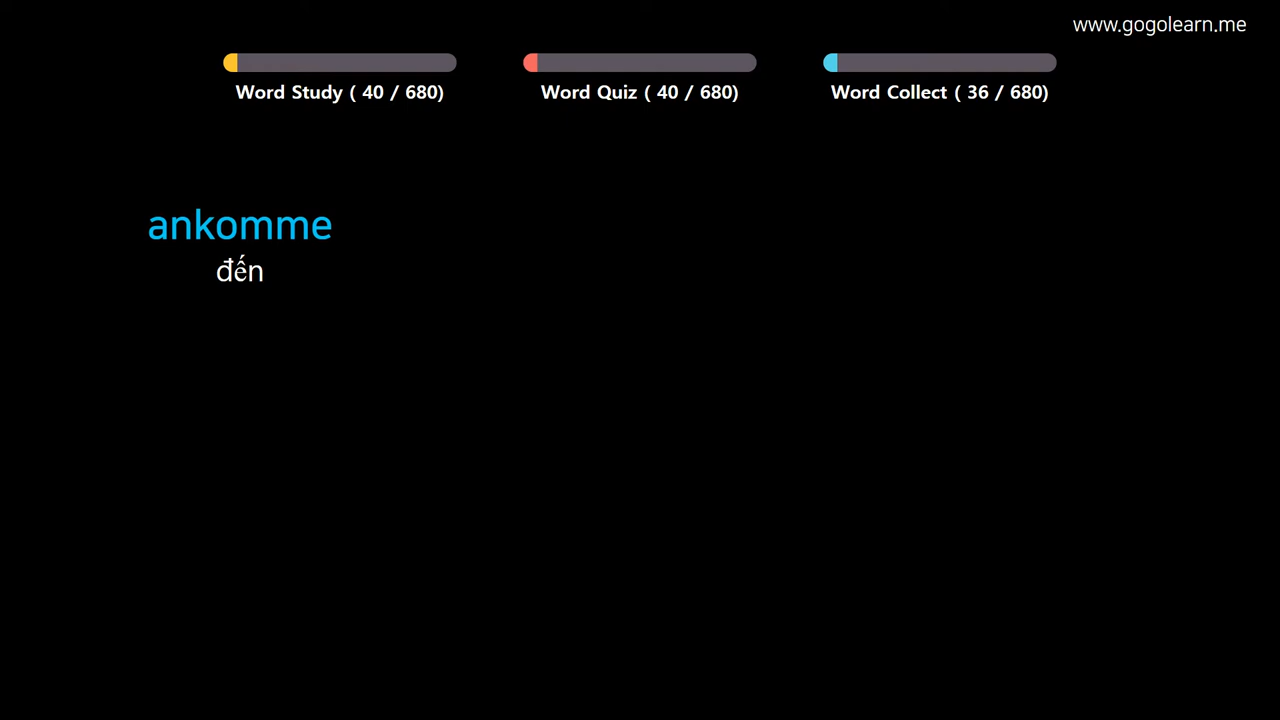 www.gogolearn.me
Word Study ( 40 / 680)
Word Quiz ( 40 / 680)
Word Collect ( 36 / 680)
ankomme
đến